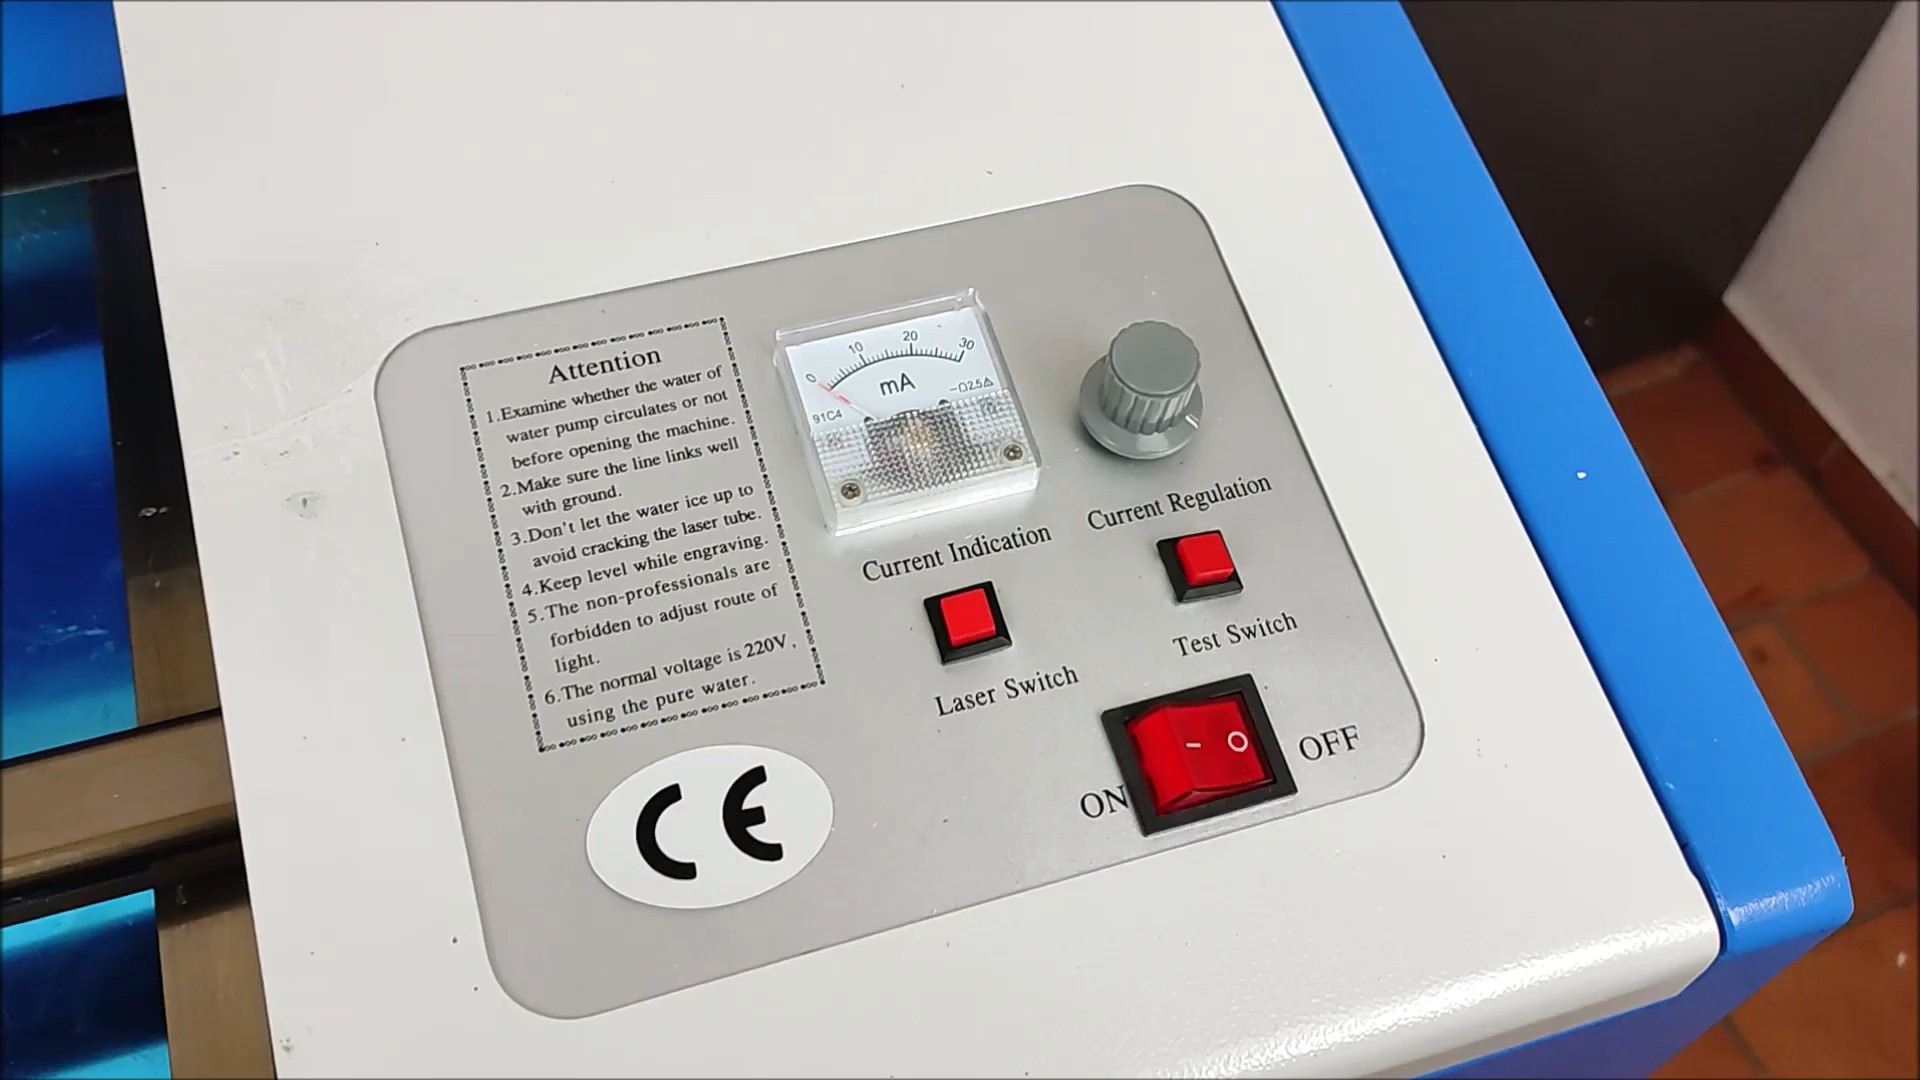 Attention
1.Examine whether the water of
water pump circulates or not
before opening the machine.
2.Make sure the line links well
with ground.
3.Don't let the water ice up to
avoid cracking the laser tube.
4.Keep level while engraving.
5.The non-professionals are
forbidden to adjust route of
light.
6.The normal voltage is 220V,
using the pure water.
0 10 20 30
mA
91C4
2.5
Current Indication
Current Regulation
Laser Switch
Test Switch
ON
– O
OFF
CE